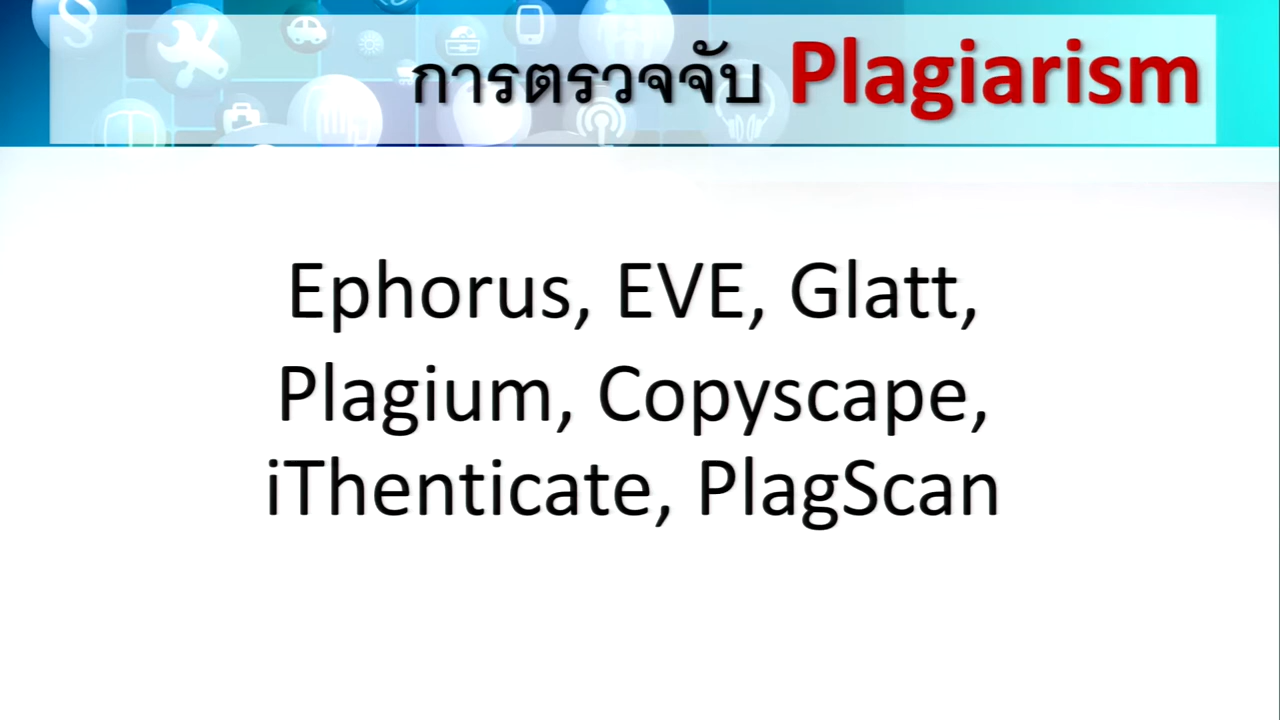 การตรวจจับ Plagiarism
Ephorus, EVE, Glatt,
Plagium, Copyscape,
iThenticate, PlagScan